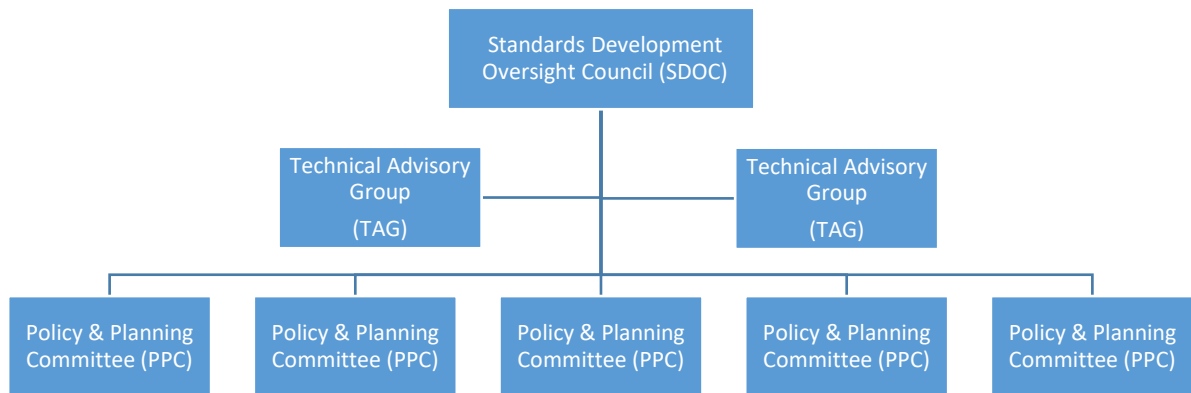 Standards Development
Oversight Council (SDOC)
Technical Advisory
Group
(TAG)
Technical Advisory
Group
(TAG)
Policy & Planning
Committee (PPC)
Policy & Planning
Committee (PPC)
Policy & Planning
Committee (PPC)
Policy & Planning
Committee (PPC)
Policy & Planning
Committee (PPC)